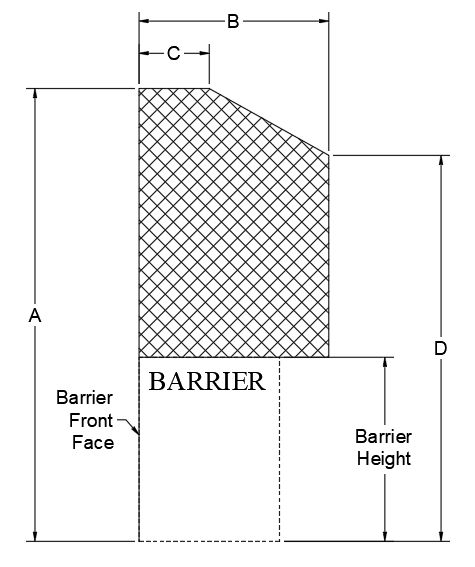 B
C
A
D
BARRIER
Barrier
Front
Face
Barrier
Height